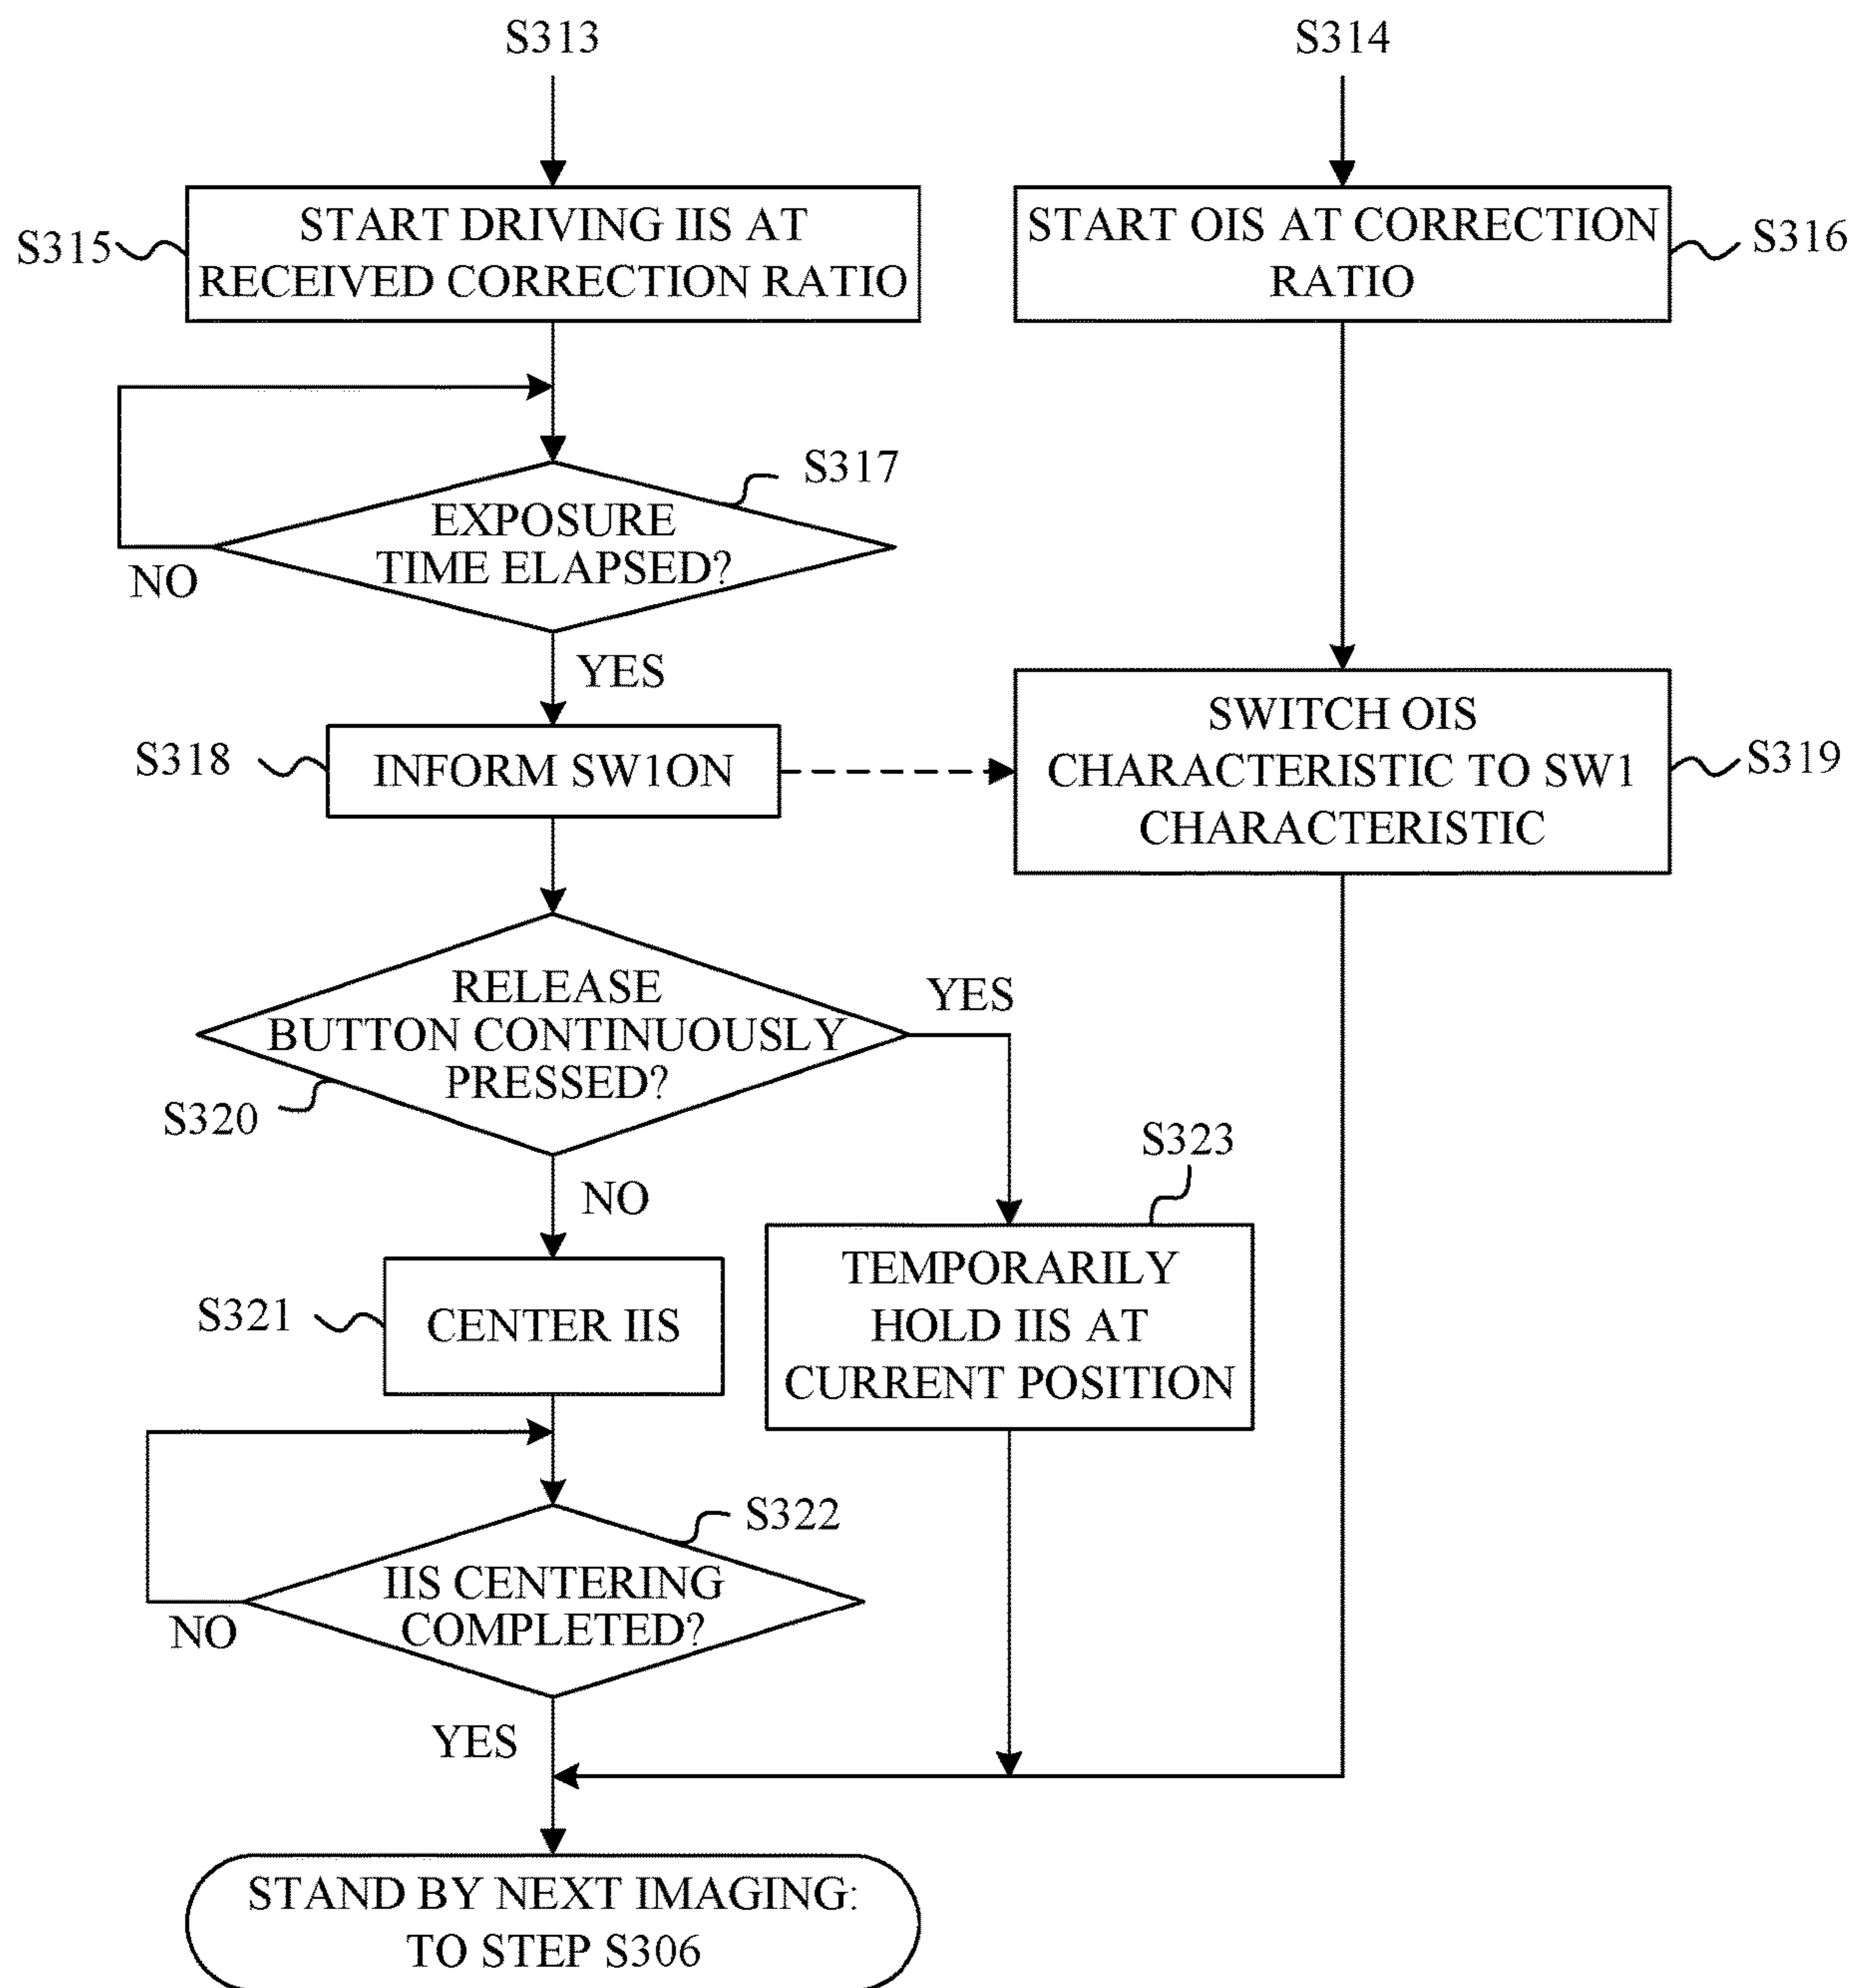 S313
S314
START DRIVING IIS AT
RECEIVED CORRECTION RATIO
S315
START OIS AT CORRECTION
RATIO
S316
S317
EXPOSURE
TIME ELAPSED?
NO
YES
S318
INFORM SW1ON
SWITCH OIS
CHARACTERISTIC TO SW1
CHARACTERISTIC
S319
RELEASE
BUTTON CONTINUOUSLY
PRESSED?
YES
S320
NO
S323
S321
CENTER IIS
TEMPORARILY
HOLD IIS AT
CURRENT POSITION
S322
IIS CENTERING
COMPLETED?
NO
YES
STAND BY NEXT IMAGING:
TO STEP S306